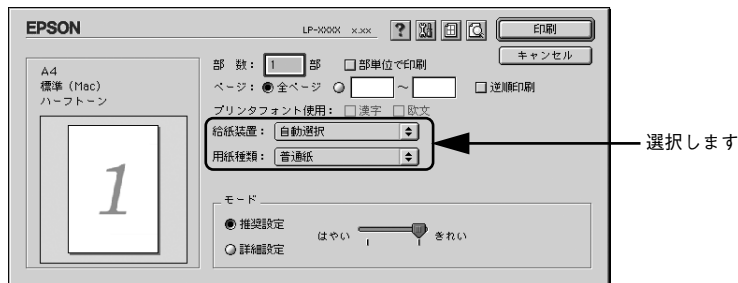 EPSON
LP-XXXX x.xx
?
印刷
キャンセル
A4
標準 (Mac)
ハーフトーン
1
部 数: 1 部 部単位で印刷
ページ: 全ページ ~ 逆順印刷
プリンタフォント使用: 漢字 欧文
給紙装置: 自動選択
用紙種類: 普通紙
選択します
モード
推奨設定
詳細設定
はやい きれい